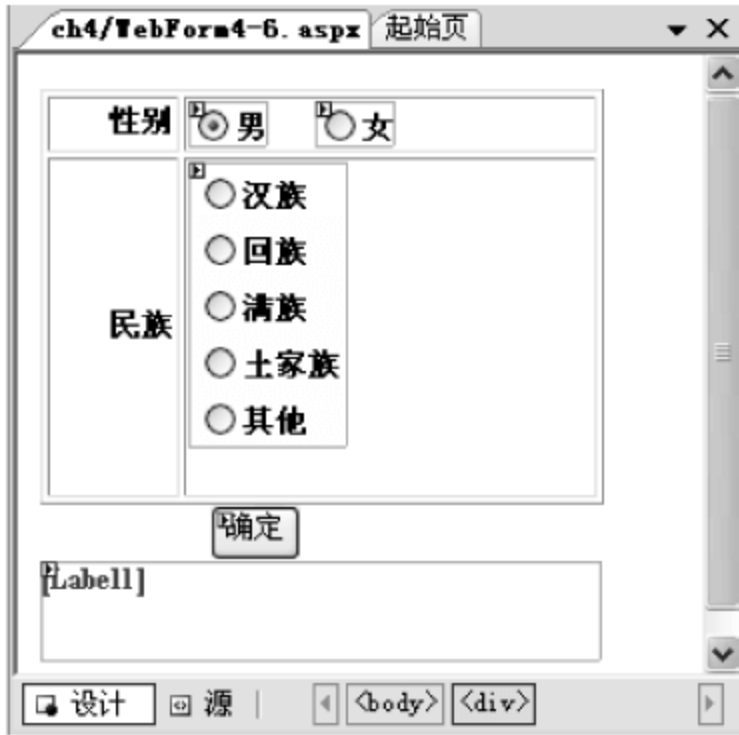 ch4/WebForm4-6.aspx 起始页
性别 男 女
汉族
回族
满族
民族
土家族
其他
确定
[Label1]
设计 源 <body> <div>